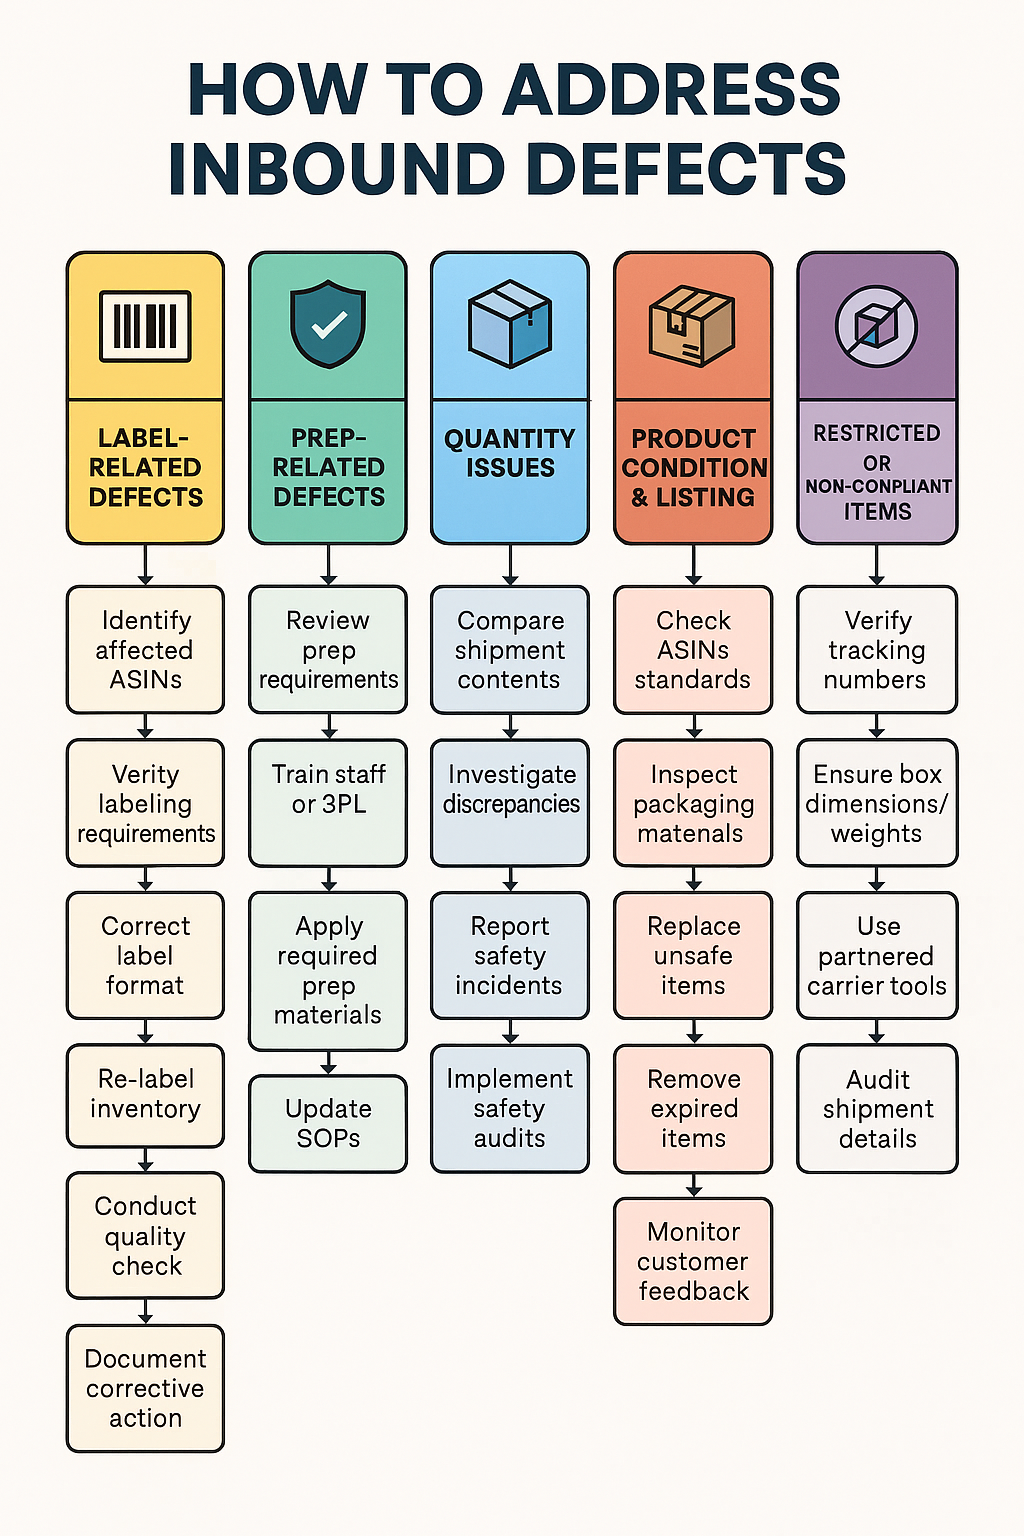 HOW TO ADDRESS
INBOUND DEFECTS
LABEL-
RELATED
DEFECTS
Identify
affected
ASINs
Verity
labeling
requirements
Correct
label
format
Re-label
inventory
Conduct
quality
check
Document
corrective
action
PREP-
RELATED
DEFECTS
Review
prep
requirements
Train staff
or 3PL
Apply
required
prep
materials
Update
SOPs
QUANTITY
ISSUES
Compare
shipment
contents
Investigate
discrepancies
Report
safety
incidents
Implement
safety
audits
PRODUCT
CONDITION
& LISTING
Check
ASINs
standards
Inspect
packaging
matenals
Replace
unsafe
items
Remove
expired
items
Monitor
customer
feedback
RESTRICTED
OR
NON-CONPLIANT
ITEMS
Verify
tracking
numbers
Ensure box
dimensions/
weights
Use
partnered
carrier tools
Audit
shipment
details